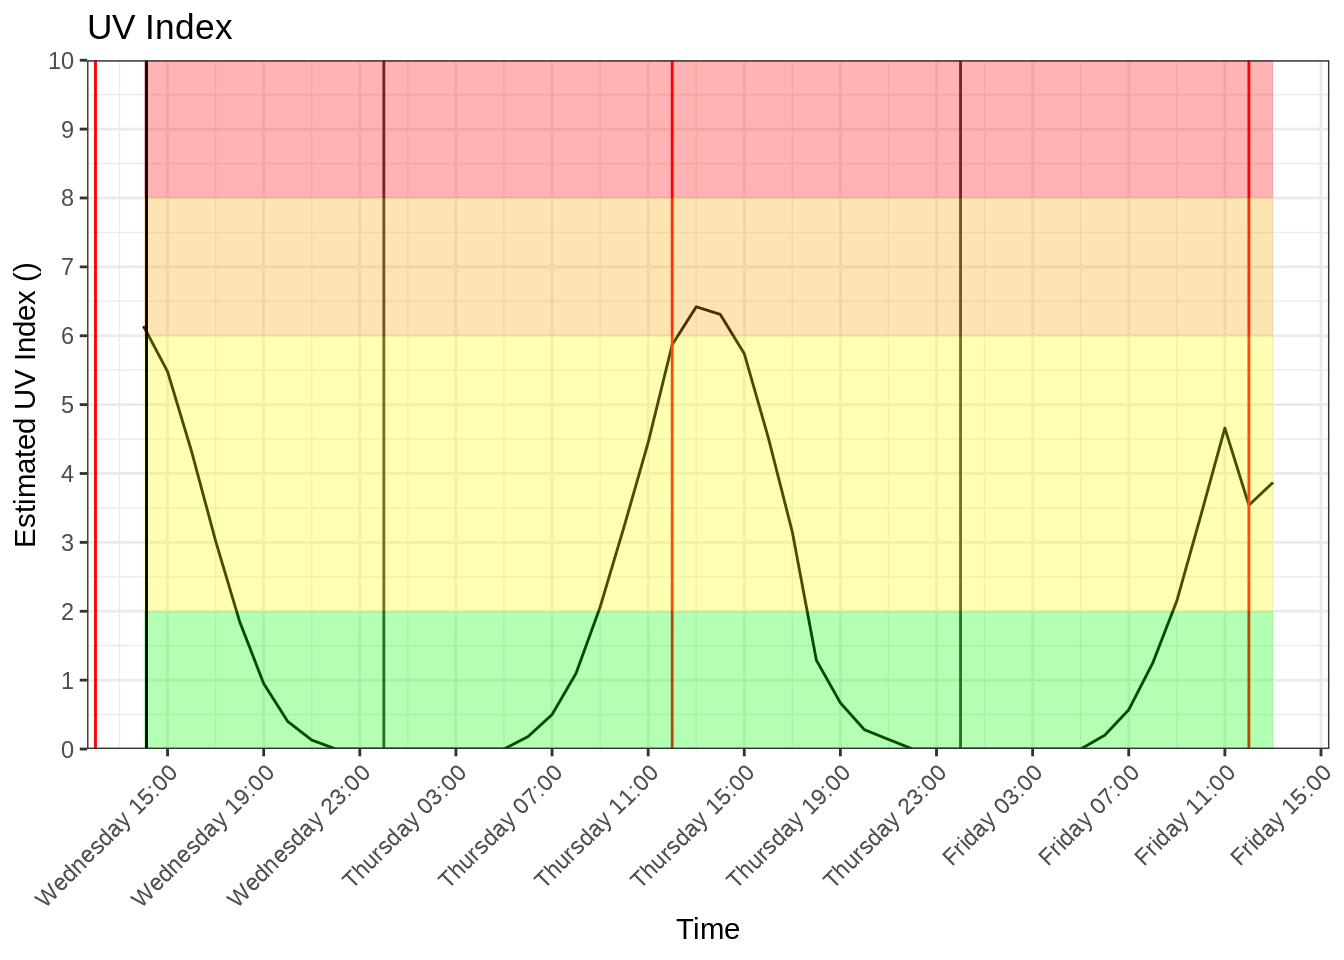 UV Index
Estimated UV Index ()
10
9
8
7
6
5
4
3
2
1
0
Wednesday 15:00
Wednesday 19:00
Wednesday 23:00
Thursday 03:00
Thursday 07:00
Thursday 11:00
Thursday 15:00
Thursday 19:00
Thursday 23:00
Friday 03:00
Friday 07:00
Friday 11:00
Friday 15:00
Time